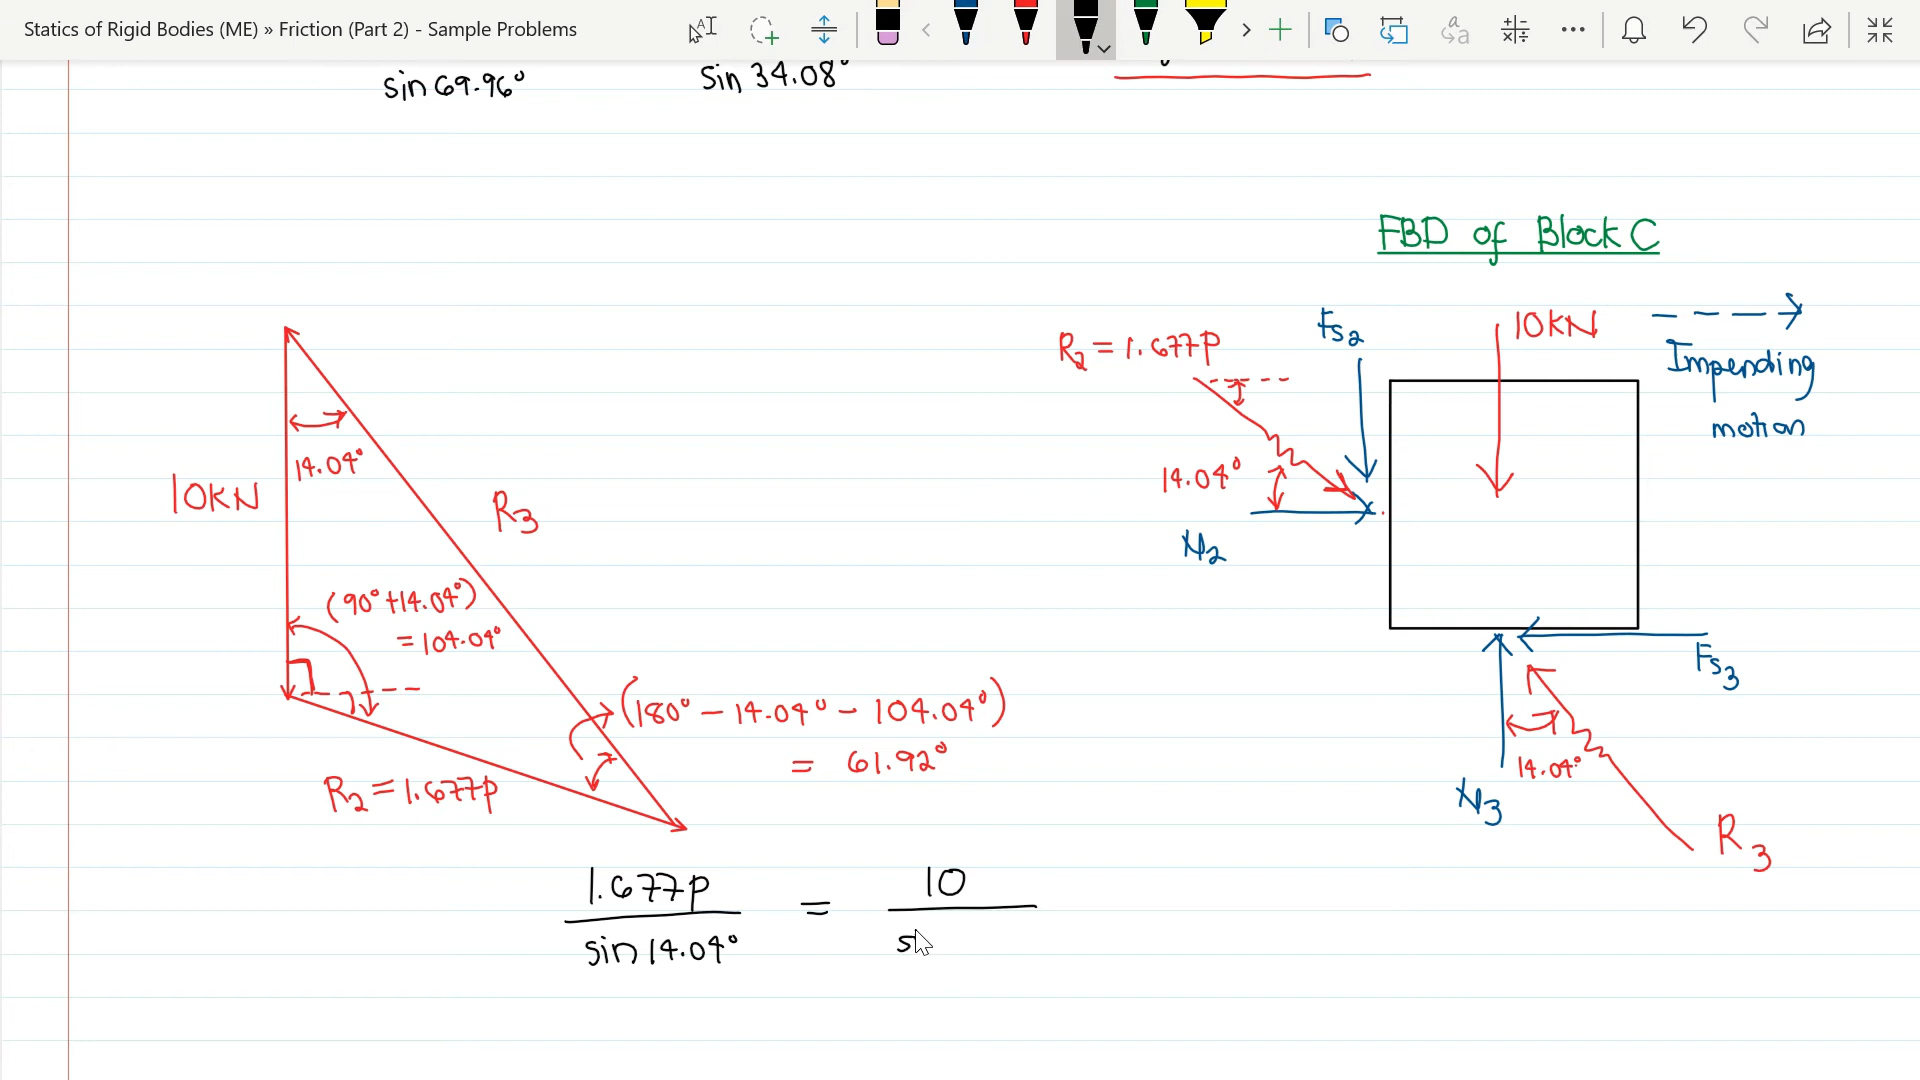 Statics of Rigid Bodies (ME) » Friction (Part 2) - Sample Problems
sin 69.96°
sin 34.08°
FBD of Block C
10KN
14.04°
R3
(90°+14.04°)
= 104.04°
(180° - 14.04° - 104.04°)
= 61.92°
R2 = 1.677P
R2 = 1.677P
Fs2
10KN
Impending
motion
14.04°
N2
Fs3
14.04°
N3
R3
1.677P = 10
sin 14.04° s